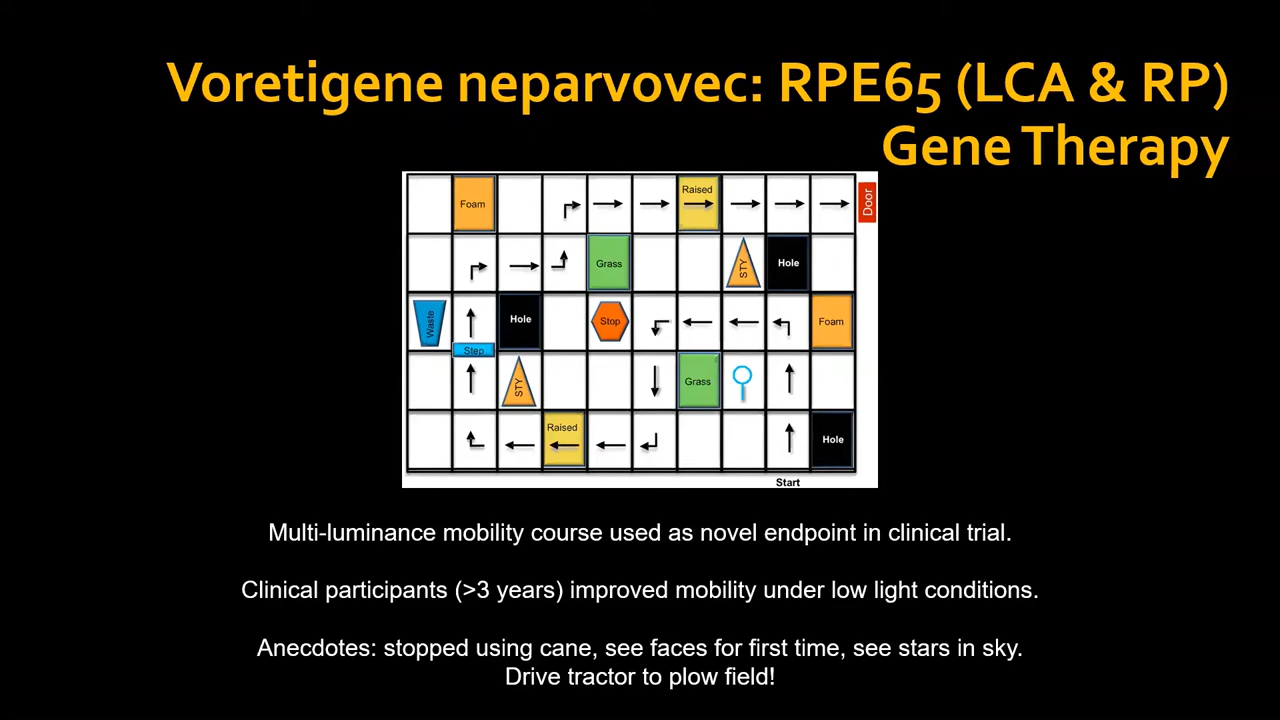 Voretigene neparvovec: RPE65 (LCA & RP)
Gene Therapy
Foam
Raised
Door
Grass
STY
Hole
Waste
Hole
Stop
Foam
Step
STY
Grass
Raised
Hole
Start
Multi-luminance mobility course used as novel endpoint in clinical trial.
Clinical participants (>3 years) improved mobility under low light conditions.
Anecdotes: stopped using cane, see faces for first time, see stars in sky.
Drive tractor to plow field!